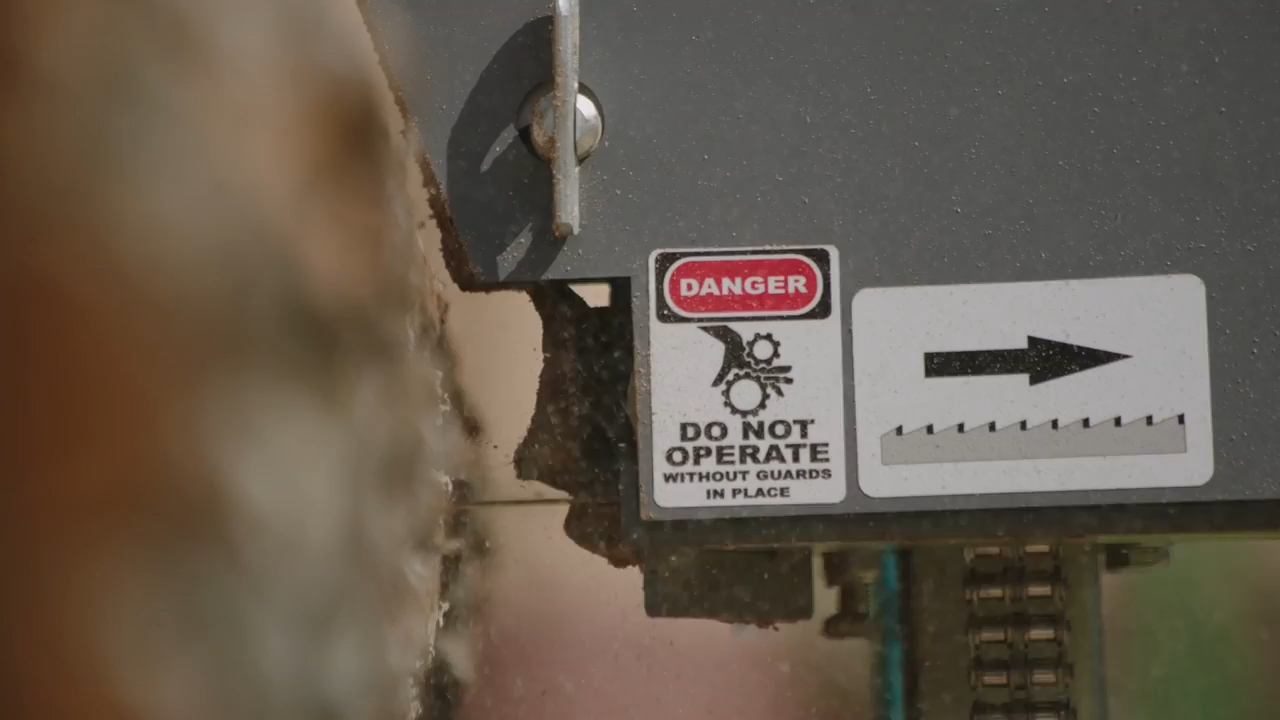 DANGER
DO NOT
OPERATE
WITHOUT GUARDS
IN PLACE